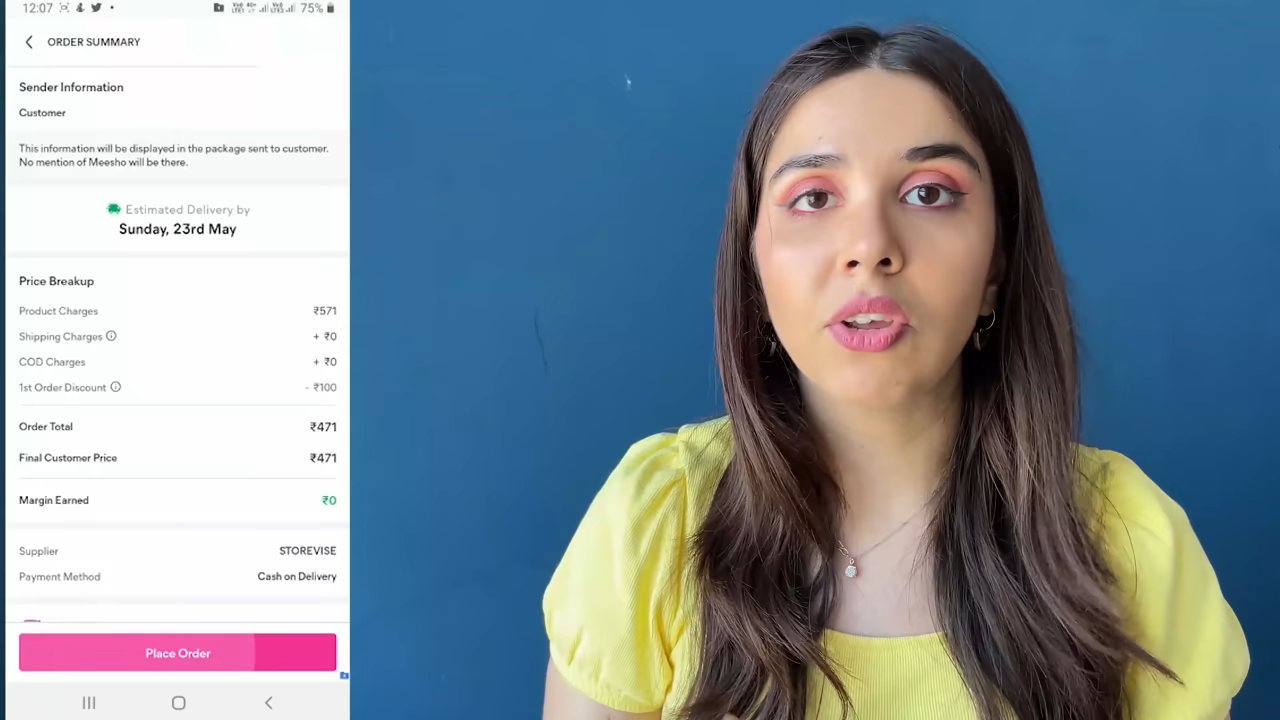 12:07
75%
ORDER SUMMARY
Sender Information
Customer
This information will be displayed in the package sent to customer.
No mention of Meesho will be there.
Estimated Delivery by
Sunday, 23rd May
Price Breakup
Product Charges ₹571
Shipping Charges + ₹0
COD Charges + ₹0
1st Order Discount - ₹100
Order Total ₹471
Final Customer Price ₹471
Margin Earned ₹0
Supplier STOREVISE
Payment Method Cash on Delivery
Place Order